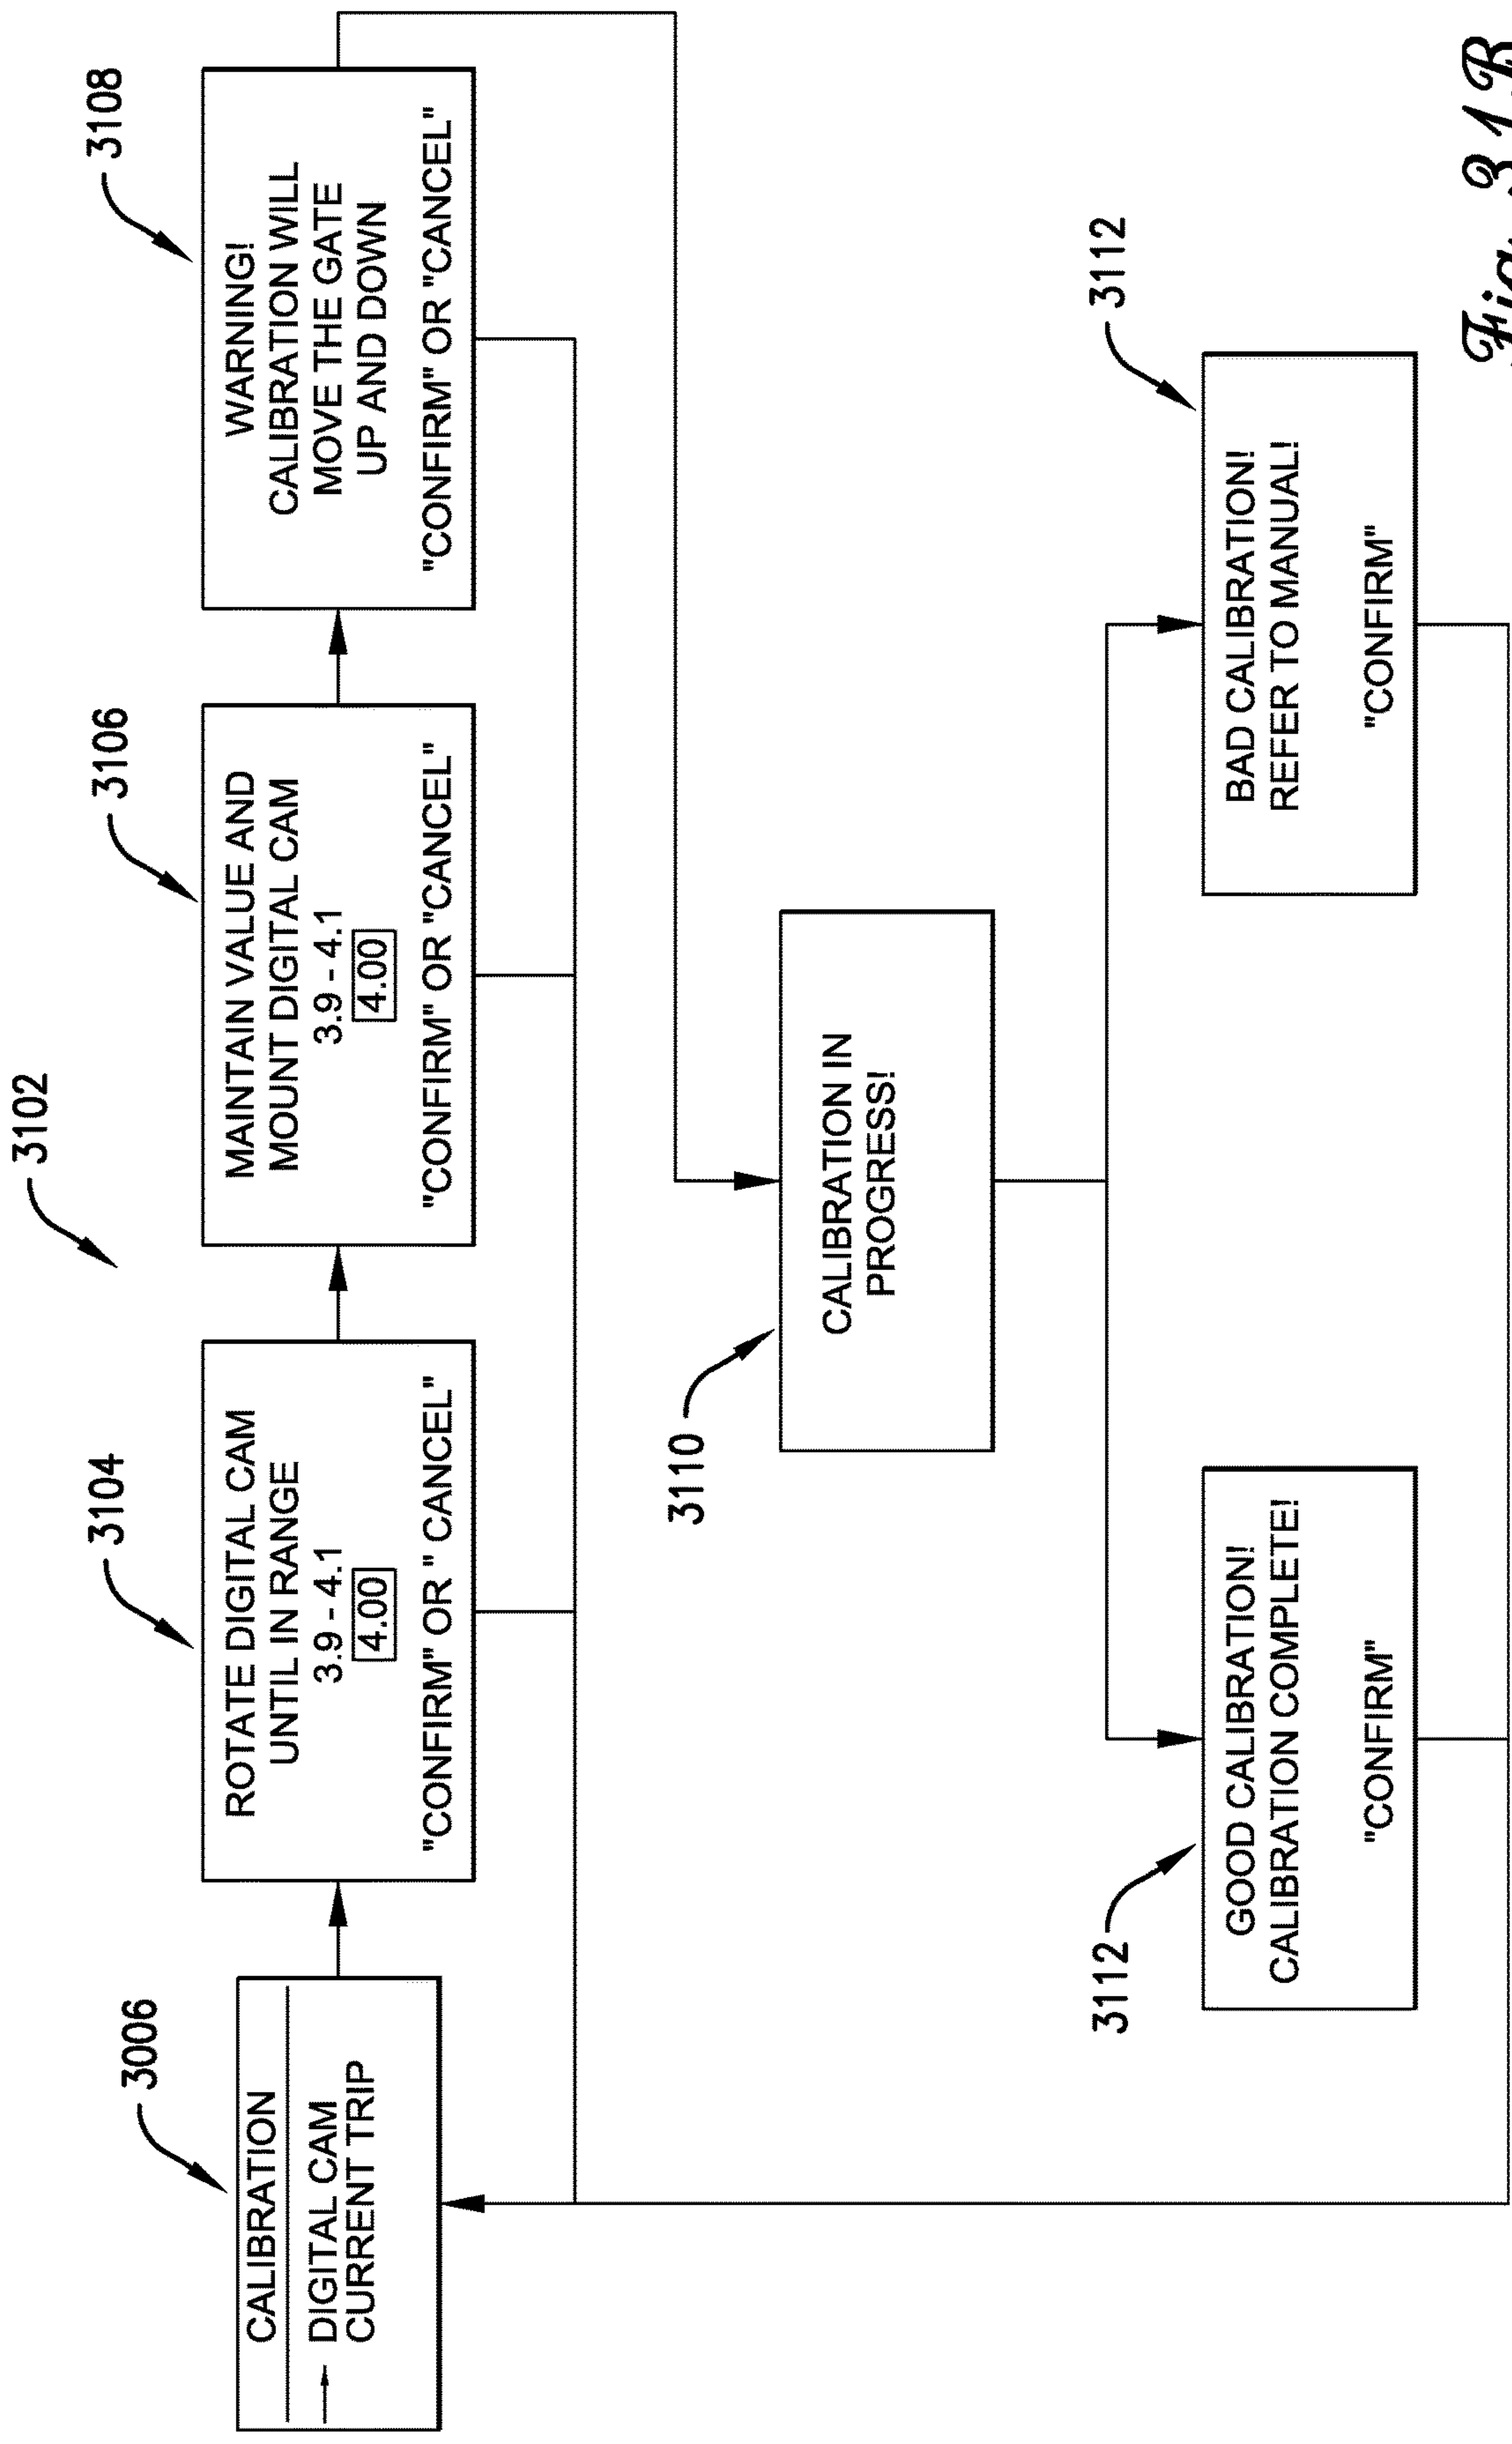 3102
3006
CALIBRATION
DIGITAL CAM
CURRENT TRIP
3104
ROTATE DIGITAL CAM
UNTIL IN RANGE
3.9 - 4.1
4.00
"CONFIRM" OR " CANCEL"
3106
MAINTAIN VALUE AND
MOUNT DIGITAL CAM
3.9 - 4.1
4.00
"CONFIRM" OR "CANCEL"
3108
WARNING!
CALIBRATION WILL
MOVE THE GATE
UP AND DOWN
"CONFIRM" OR "CANCEL"
3110
CALIBRATION IN
PROGRESS!
3112
GOOD CALIBRATION!
CALIBRATION COMPLETE!
"CONFIRM"
3112
BAD CALIBRATION!
REFER TO MANUAL!
"CONFIRM"
Fig. 31B